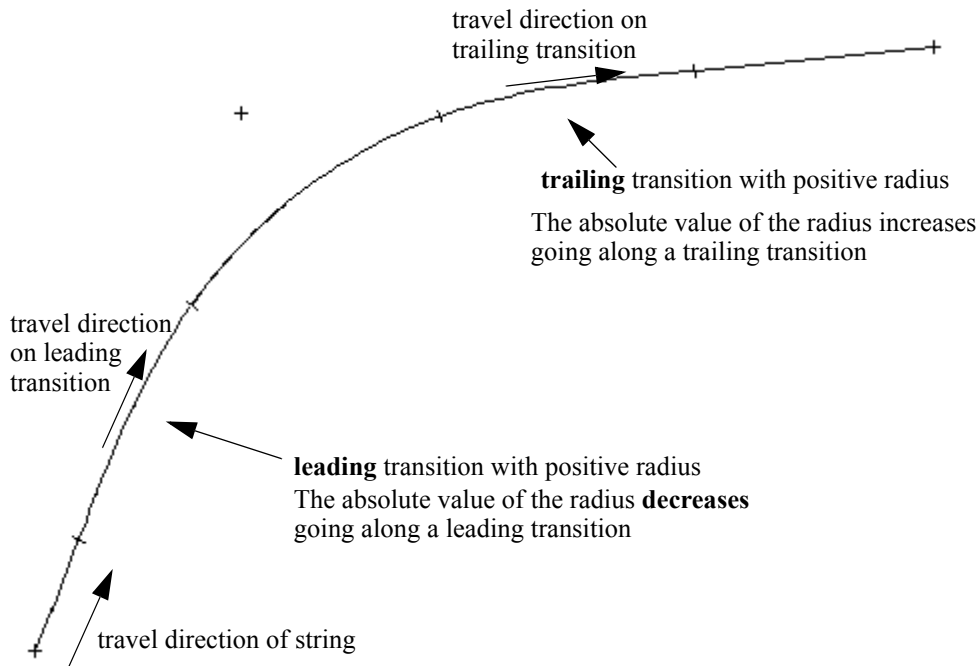 travel direction on
trailing transition
trailing transition with positive radius
The absolute value of the radius increases
going along a trailing transition
travel direction
on leading
transition
leading transition with positive radius
The absolute value of the radius decreases
going along a leading transition
travel direction of string